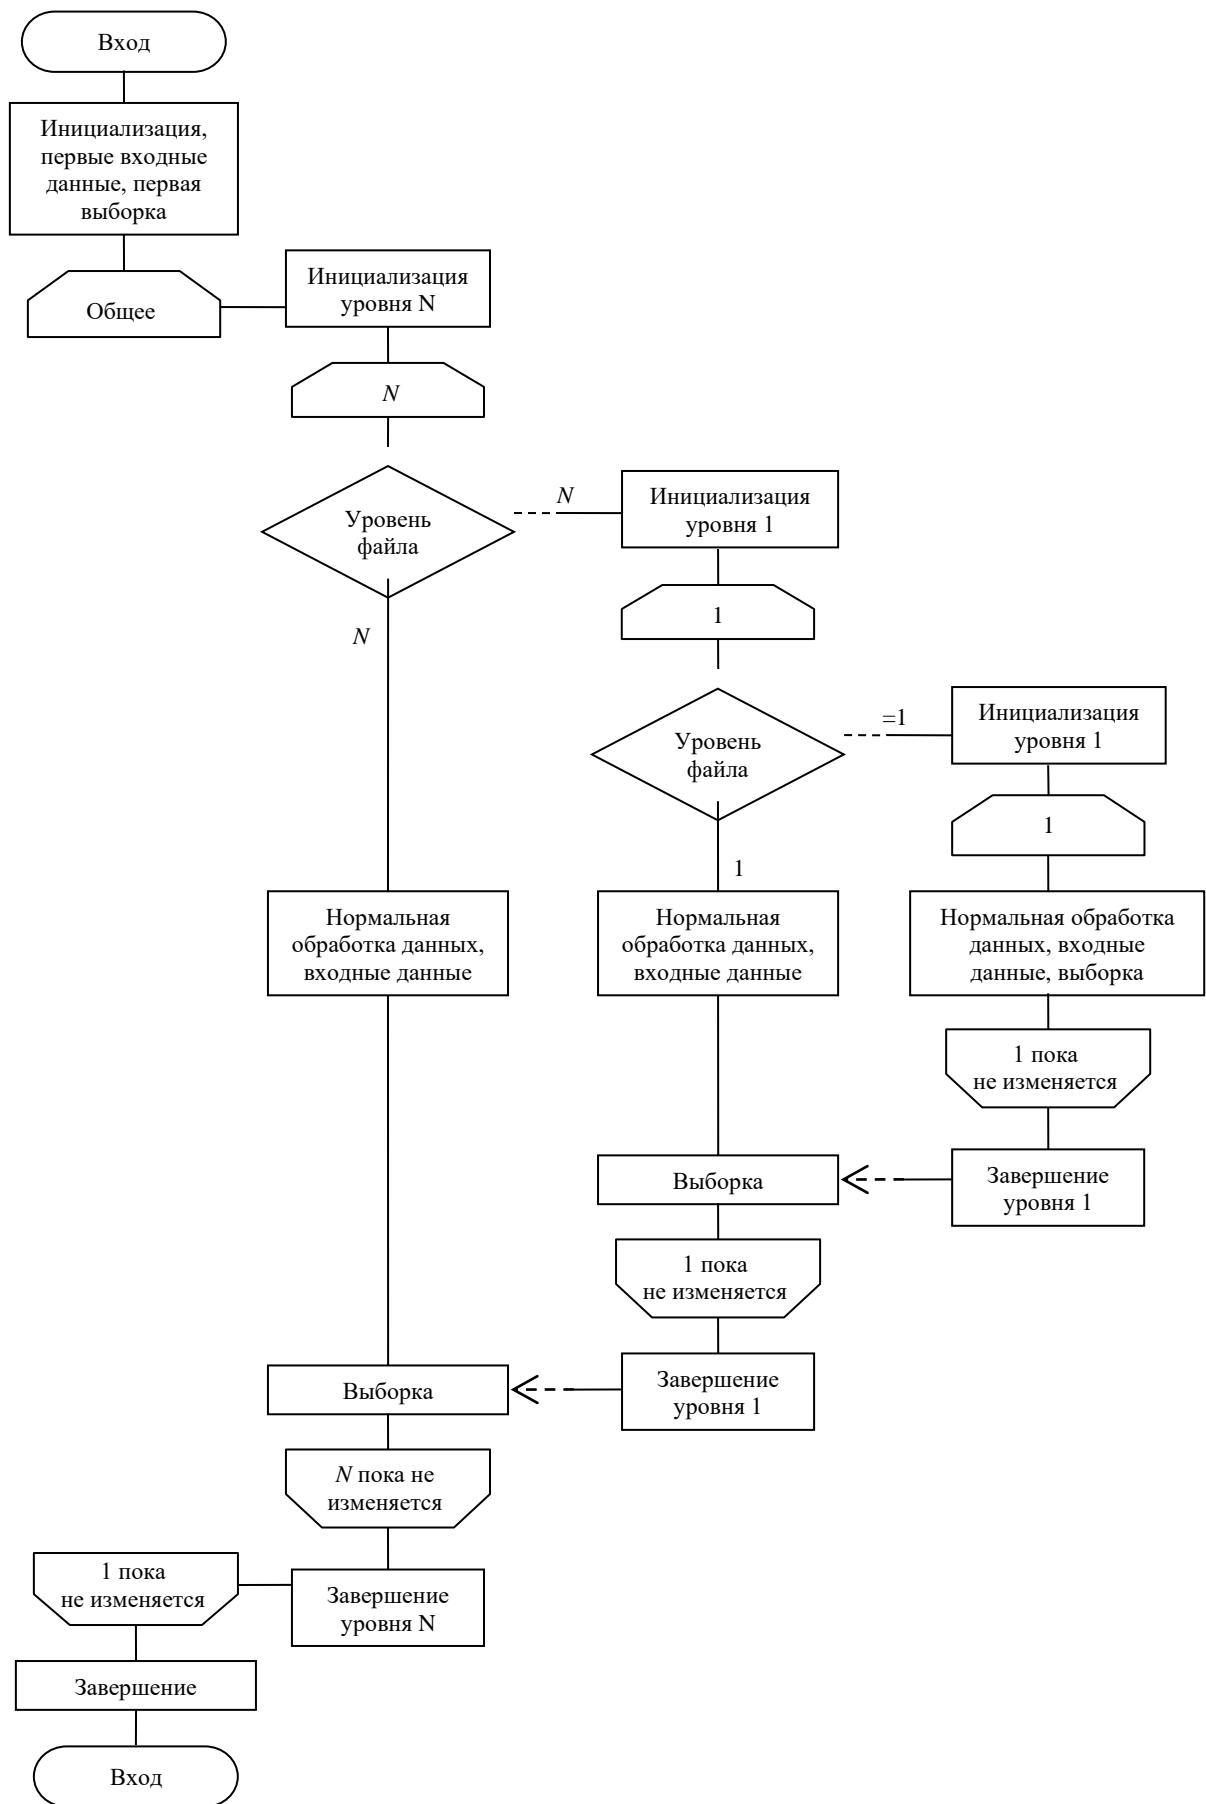 Вход
Инициализация,
первые входные
данные, первая
выборка
Общее
Инициализация
уровня N
N
Уровень
файла
N
N
Инициализация
уровня 1
1
Уровень
файла
=1
1
Инициализация
уровня 1
1
Нормальная
обработка данных,
входные данные
Нормальная
обработка данных,
входные данные
Нормальная обработка
данных, входные
данные, выборка
1 пока
не изменяется
Завершение
уровня 1
Выборка
1 пока
не изменяется
Завершение
уровня 1
Выборка
N пока не
изменяется
Завершение
уровня N
1 пока
не изменяется
Завершение
Вход